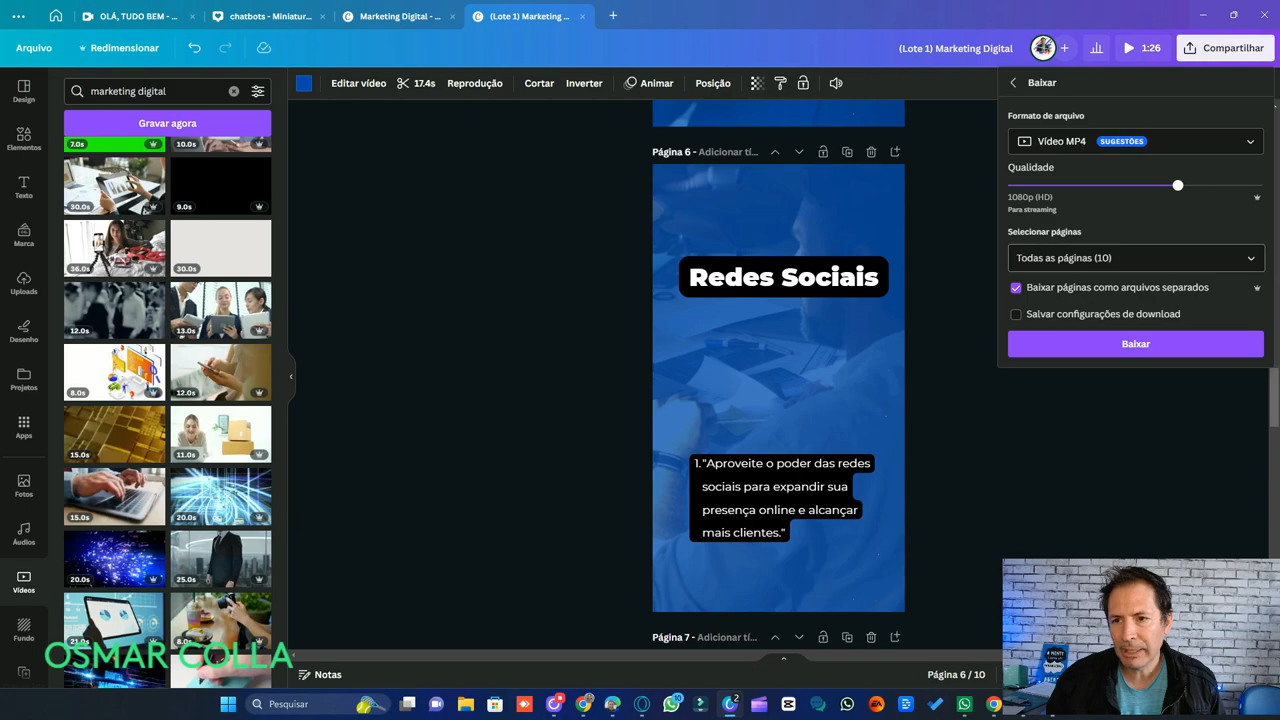 OLÁ, TUDO BEM - ...
chatbots - Miniatur...
Marketing Digital - ...
(Lote 1) Marketing ...
Arquivo
Redimensionar
(Lote 1) Marketing Digital
1:26
Compartilhar
Design
Elementos
Texto
Marca
Uploads
Desenho
Projetos
Apps
Fotos
Áudios
Vídeos
Fundo
marketing digital
Gravar agora
7.0s
10.0s
30.0s
9.0s
36.0s
30.0s
12.0s
13.0s
8.0s
12.0s
15.0s
11.0s
15.0s
20.0s
20.0s
25.0s
21.0s
8.0s
OSMAR COLLA
Editar vídeo
17.4s
Reprodução
Cortar
Inverter
Animar
Posição
Página 6 - Adicionar tí...
Redes Sociais
1."Aproveite o poder das redes
sociais para expandir sua
presença online e alcançar
mais clientes."
Página 7 - Adicionar tí...
Notas
Página 6 / 10
Baixar
Formato de arquivo
Vídeo MP4 SUGESTÕES
Qualidade
1080p (HD)
Para streaming
Selecionar páginas
Todas as páginas (10)
Baixar páginas como arquivos separados
Salvar configurações de download
Baixar
Pesquisar
10
2